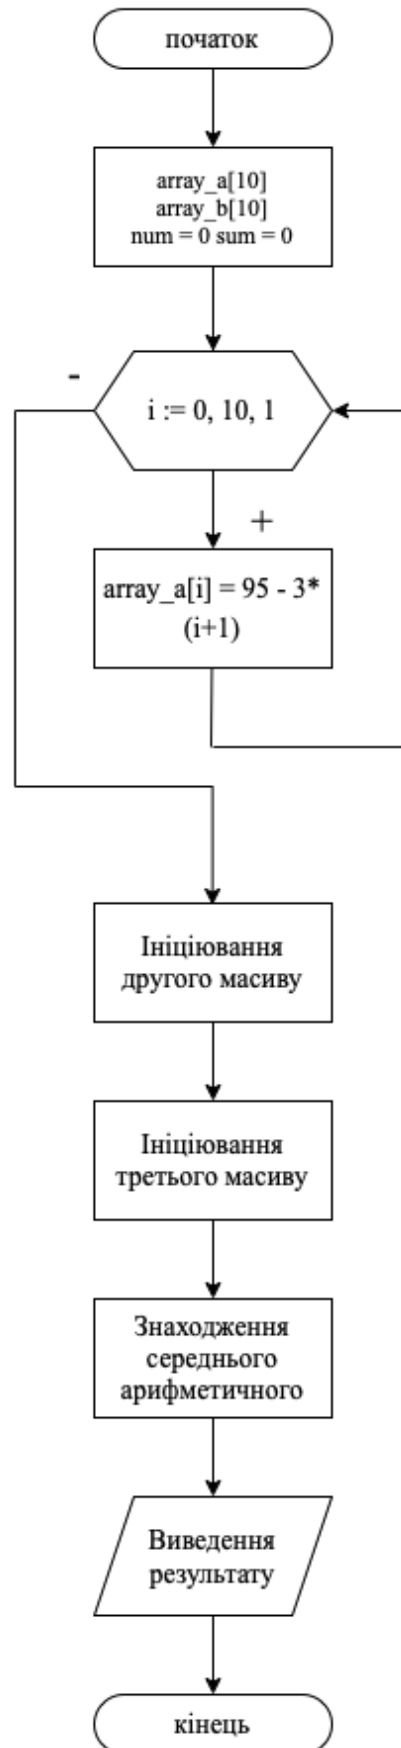 початок
array_a[10]
array_b[10]
num = 0 sum = 0
-
i := 0, 10, 1
+
array_a[i] = 95 - 3*
(i+1)
Ініціювання
другого масиву
Ініціювання
третього масиву
Знаходження
середнього
арифметичного
Виведення
результату
кінець